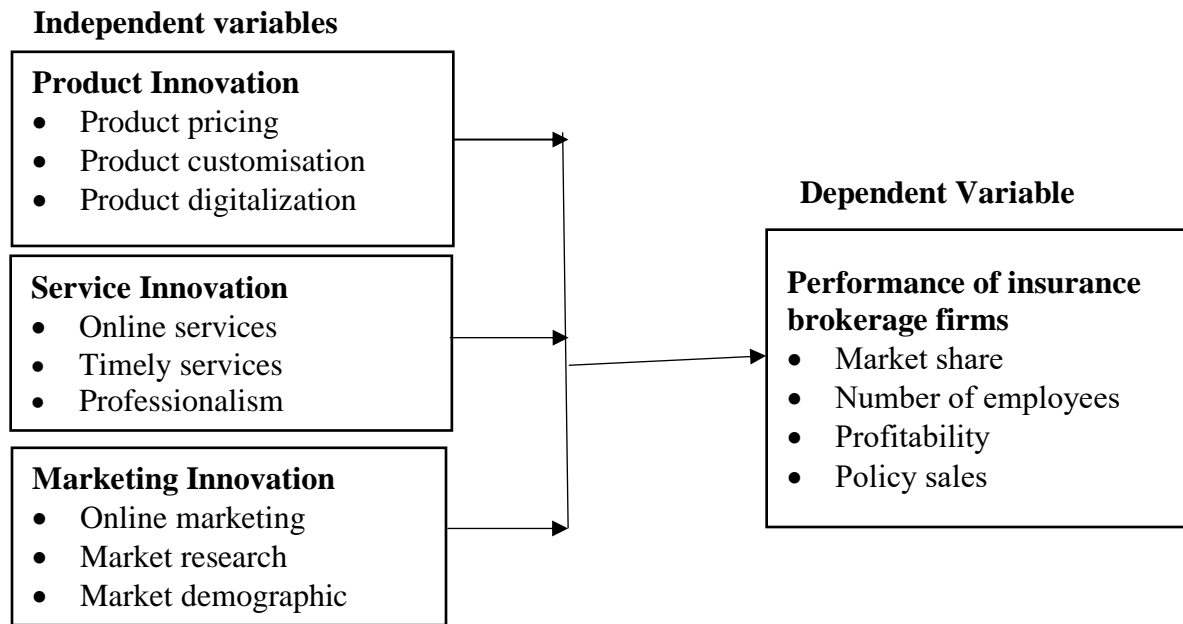 Independent variables
Product Innovation
• Product pricing
• Product customisation
• Product digitalization
Service Innovation
• Online services
• Timely services
• Professionalism
Marketing Innovation
• Online marketing
• Market research
• Market demographic
Dependent Variable
Performance of insurance
brokerage firms
• Market share
• Number of employees
• Profitability
• Policy sales